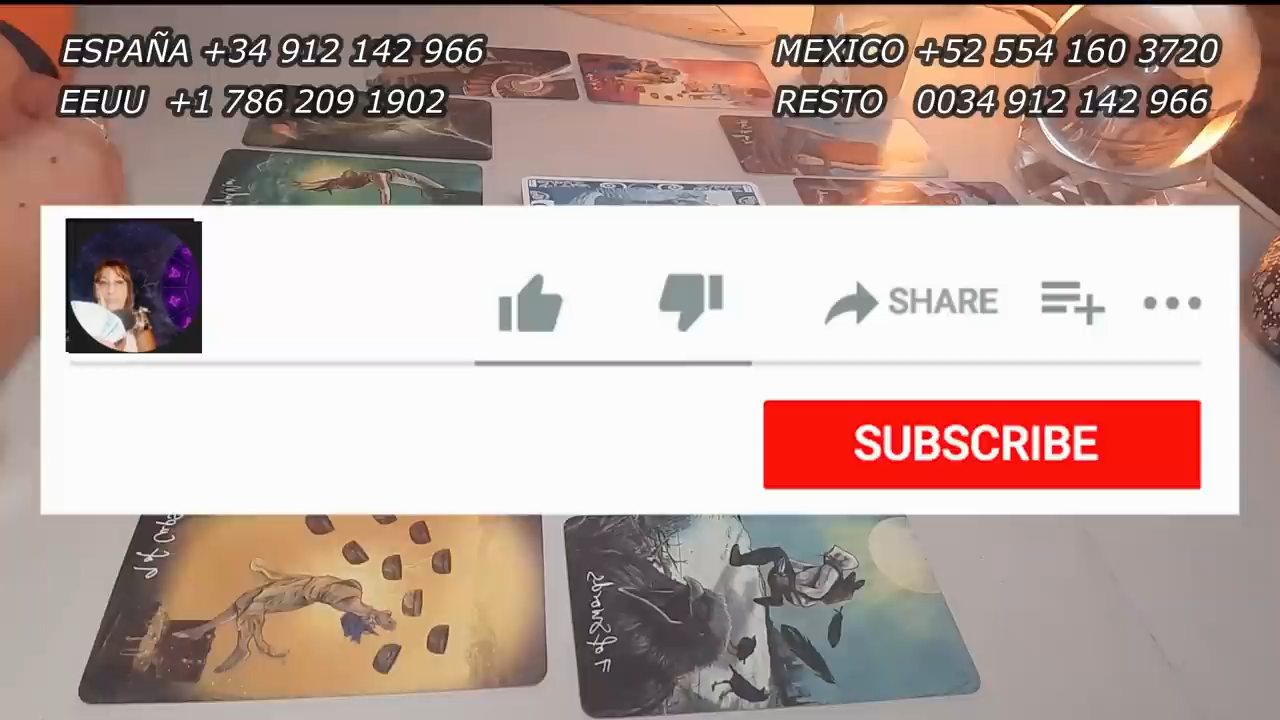 ESPAÑA +34 912 142 966
EEUU +1 786 209 1902
MEXICO +52 554 160 3720
RESTO 0034 912 142 966
SHARE
SUBSCRIBE